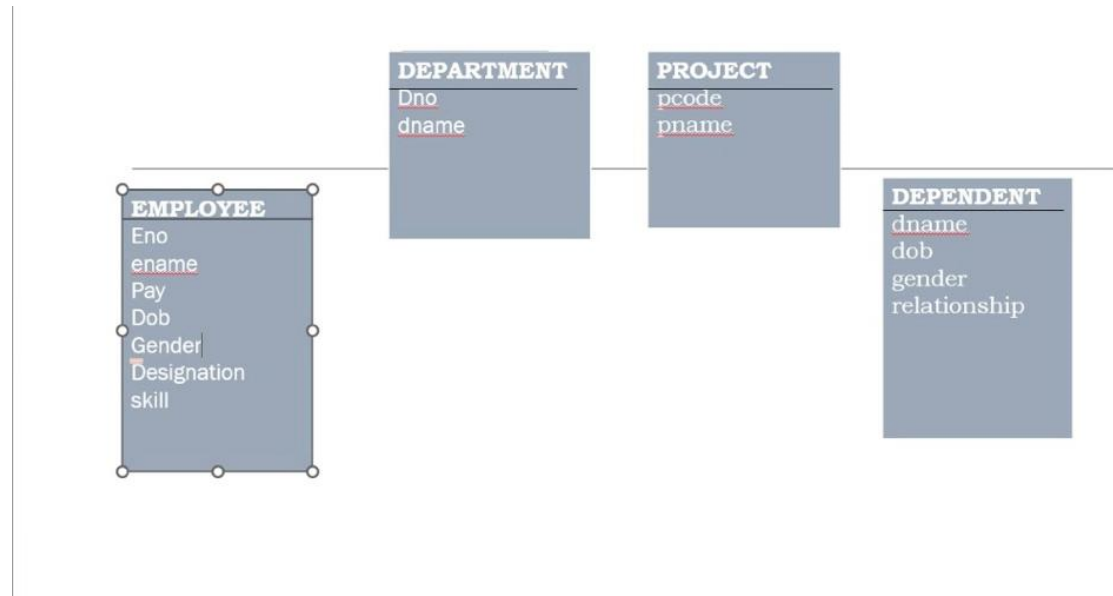 DEPARTMENT
Dno
dname
PROJECT
pcode
pname
EMPLOYEE
Eno
ename
Pay
Dob
Gender
Designation
skill
DEPENDENT
dname
dob
gender
relationship